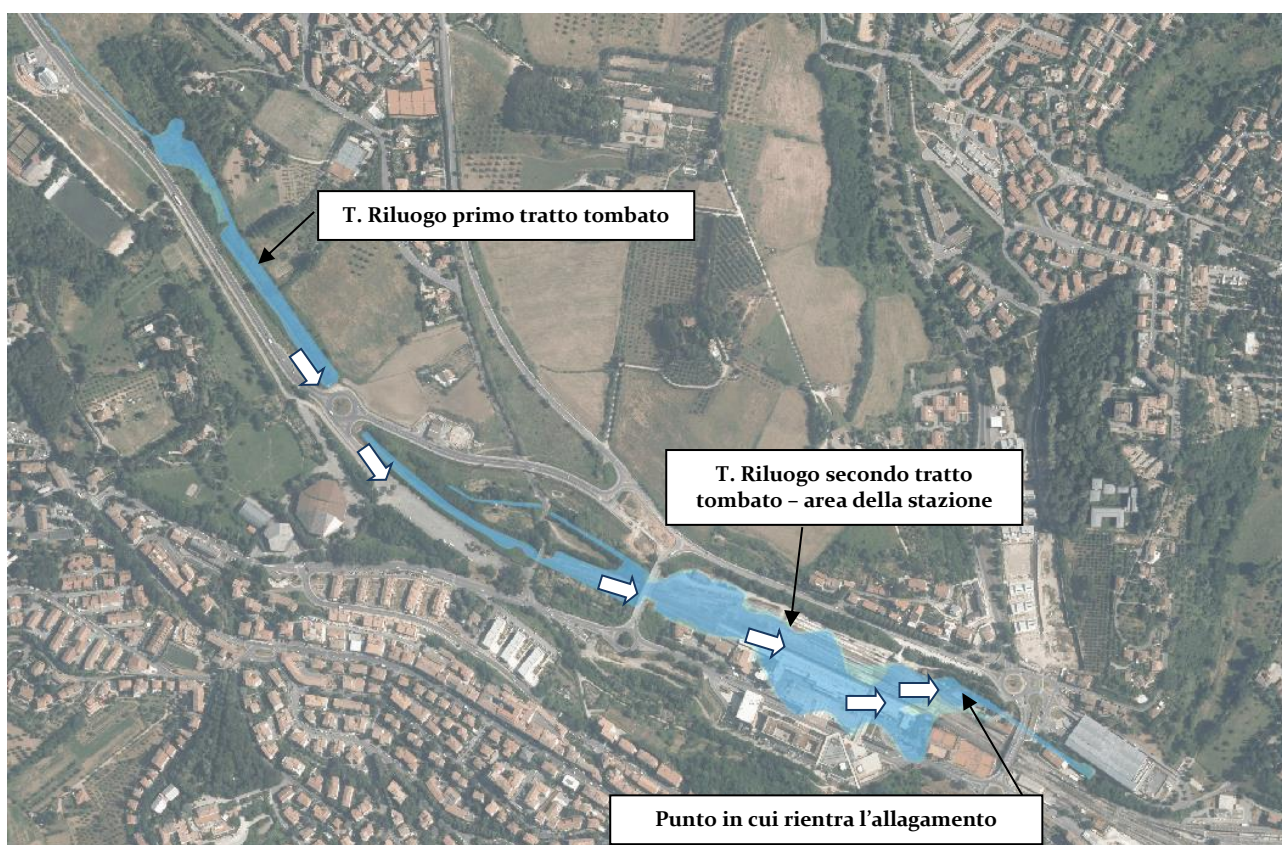 T. Riluogo primo tratto tombato
T. Riluogo secondo tratto
tombato – area della stazione
Punto in cui rientra l’allagamento